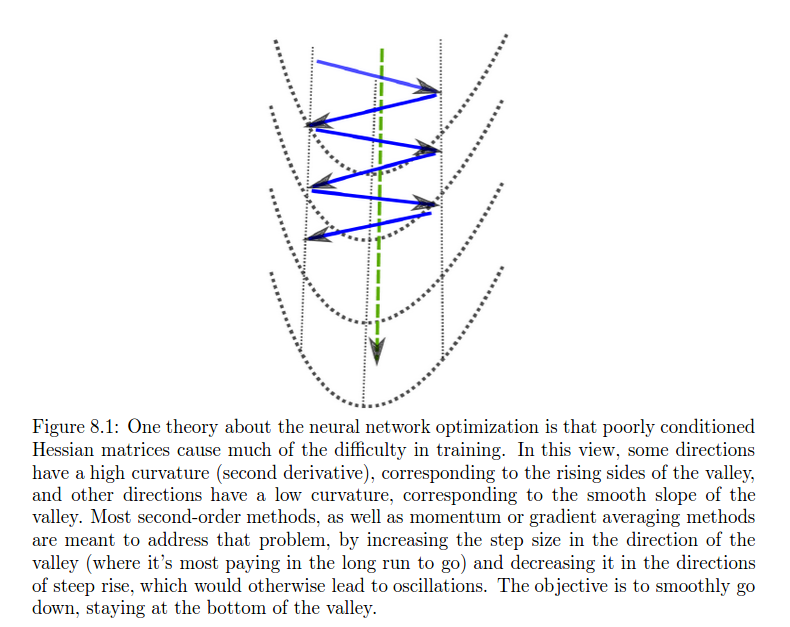 Figure 8.1: One theory about the neural network optimization is that poorly conditioned
Hessian matrices cause much of the difficulty in training. In this view, some directions
have a high curvature (second derivative), corresponding to the rising sides of the valley,
and other directions have a low curvature, corresponding to the smooth slope of the
valley. Most second-order methods, as well as momentum or gradient averaging methods
are meant to address that problem, by increasing the step size in the direction of the
valley (where it's most paying in the long run to go) and decreasing it in the directions
of steep rise, which would otherwise lead to oscillations. The objective is to smoothly go
down, staying at the bottom of the valley.